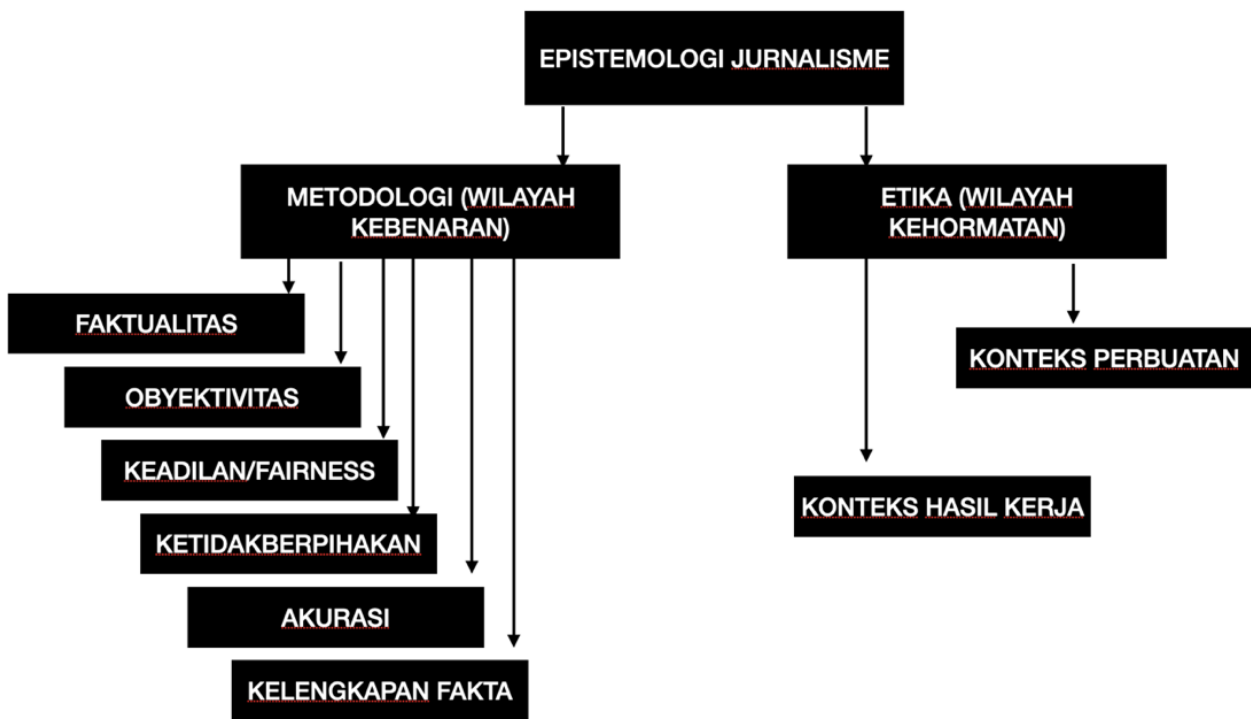 EPISTEMOLOGI JURNALISME
METODOLOGI (WILAYAH
KEBENARAN)
ETIKA (WILAYAH
KEHORMATAN)
FAKTUALITAS
OBYEKTIVITAS
KEADILAN/FAIRNESS
KETIDAKBERPIHAKAN
AKURASI
KELENGKAPAN FAKTA
KONTEKS PERBUATAN
KONTEKS HASIL KERJA